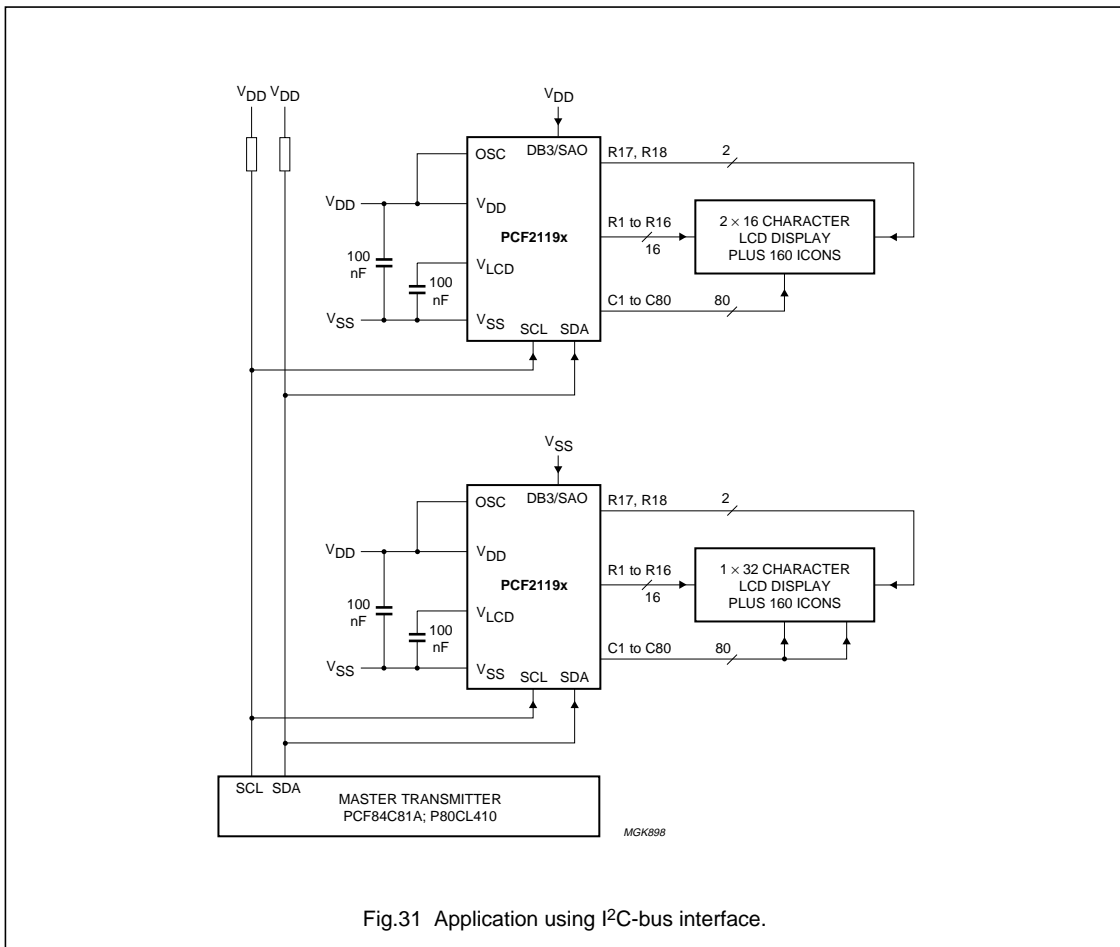 VDD VDD
VDD
OSC
DB3/SAO
R17, R18
2
VDD
VDD
PCF2119x
R1 to R16
16
2 × 16 CHARACTER
LCD DISPLAY
PLUS 160 ICONS
100
nF
VLCD
100
nF
C1 to C80
80
VSS
VSS
SCL SDA
VSS
OSC
DB3/SAO
R17, R18
2
VDD
VDD
PCF2119x
R1 to R16
16
1 × 32 CHARACTER
LCD DISPLAY
PLUS 160 ICONS
100
nF
VLCD
100
nF
C1 to C80
80
VSS
VSS
SCL SDA
SCL SDA
MASTER TRANSMITTER
PCF84C81A; P80CL410
MGK898
Fig.31 Application using I²C-bus interface.